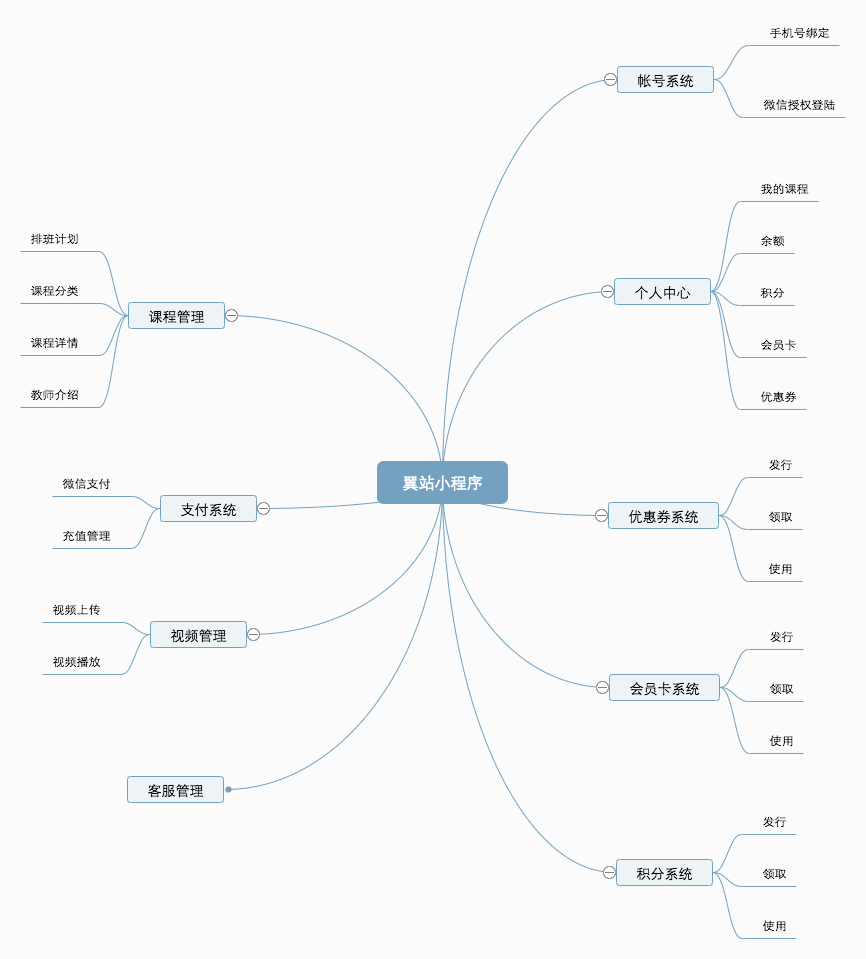 翼站小程序
帐号系统
手机号绑定
微信授权登陆
个人中心
我的课程
余额
积分
会员卡
优惠券
优惠券系统
发行
领取
使用
会员卡系统
发行
领取
使用
积分系统
发行
领取
使用
课程管理
排班计划
课程分类
课程详情
教师介绍
支付系统
微信支付
充值管理
视频管理
视频上传
视频播放
客服管理